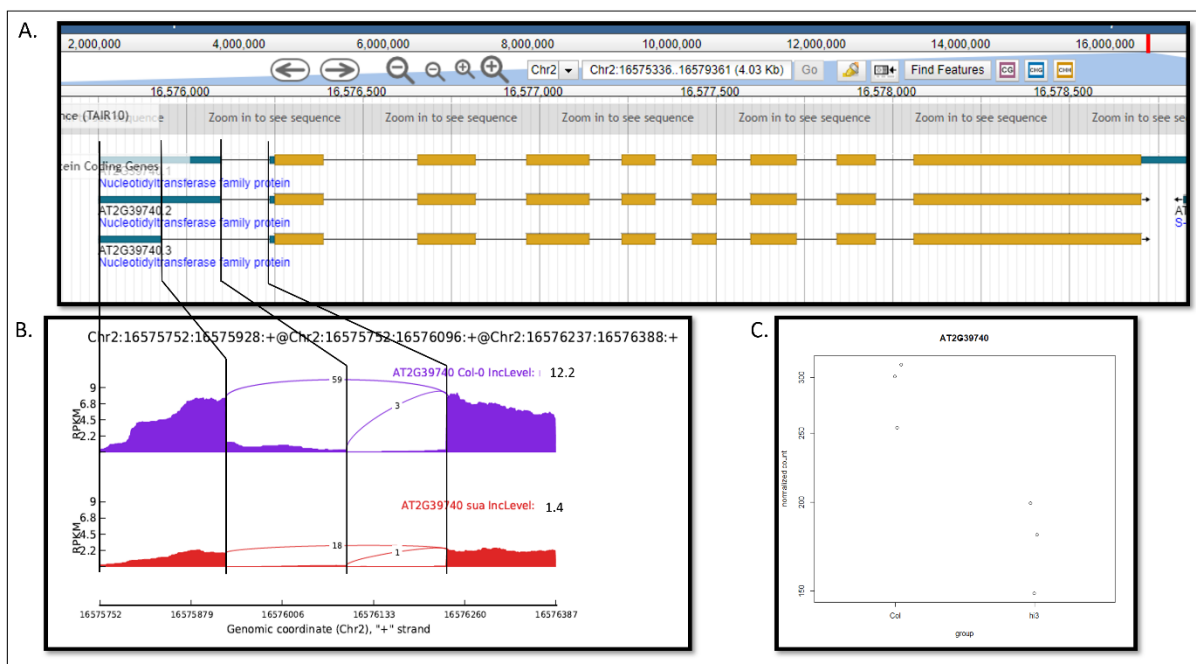 A.
2,000,000 4,000,000 6,000,000 8,000,000 10,000,000 12,000,000 14,000,000 16,000,000
Chr2 Chr2:16575336..16579361 (4.03 Kb) Go Find Features CG CHG CHH
16,576,000 16,576,500 16,577,000 16,577,500 16,578,000 16,578,500
nce (TAIR10) Zoom in to see sequence Zoom in to see sequence Zoom in to see sequence Zoom in to see sequence Zoom in to see sequence Zoom in to see se
tein Coding Genes
Nucleotidyltransferase family protein
AT2G39740.2
Nucleotidyltransferase family protein
AT2G39740.3
Nucleotidyltransferase family protein
AT
S-
B.
Chr2:16575752:16575928:+@Chr2:16575752:16576096:+@Chr2:16576237:16576388:+
AT2G39740 Col-0 IncLevel: 12.2
RPKM
9
6.8
4.5
2.2
59
3
AT2G39740 sua IncLevel: 1.4
RPKM
9
6.8
4.5
2.2
18
1
16575752 16575879 16576006 16576133 16576260 16576387
Genomic coordinate (Chr2), "+" strand
C.
AT2G39740
normalized count
300
250
200
150
Col hi3
group